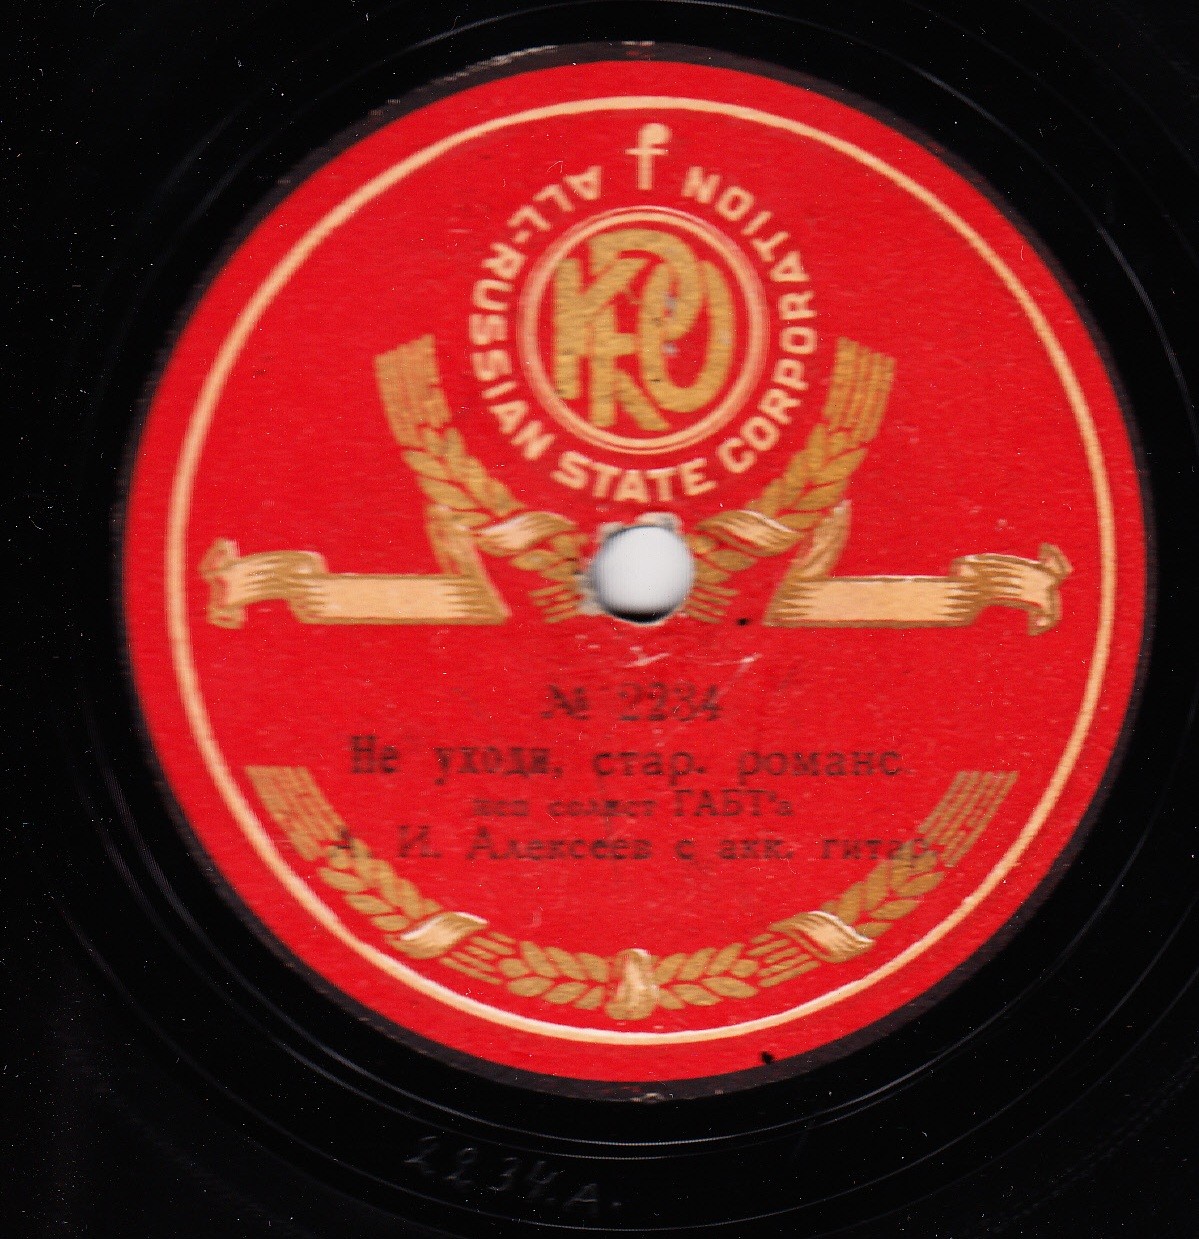 ALL-RUSSIAN STATE CORPORATION
№ 2234
Не уходи, стар. романс
исп солист ГАБТ'а
А. И. Алексеев с акк. гитар
2234.A.